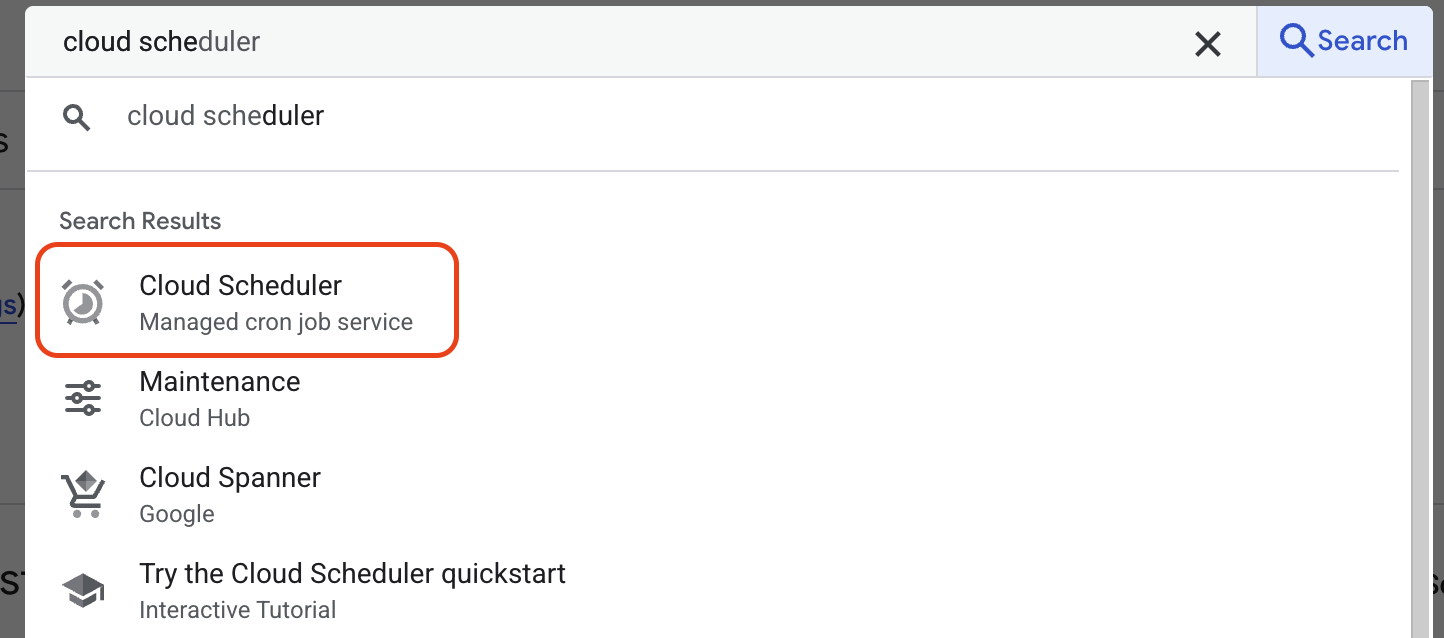 cloud scheduler
Search
cloud scheduler
Search Results
Cloud Scheduler
Managed cron job service
Maintenance
Cloud Hub
Cloud Spanner
Google
Try the Cloud Scheduler quickstart
Interactive Tutorial